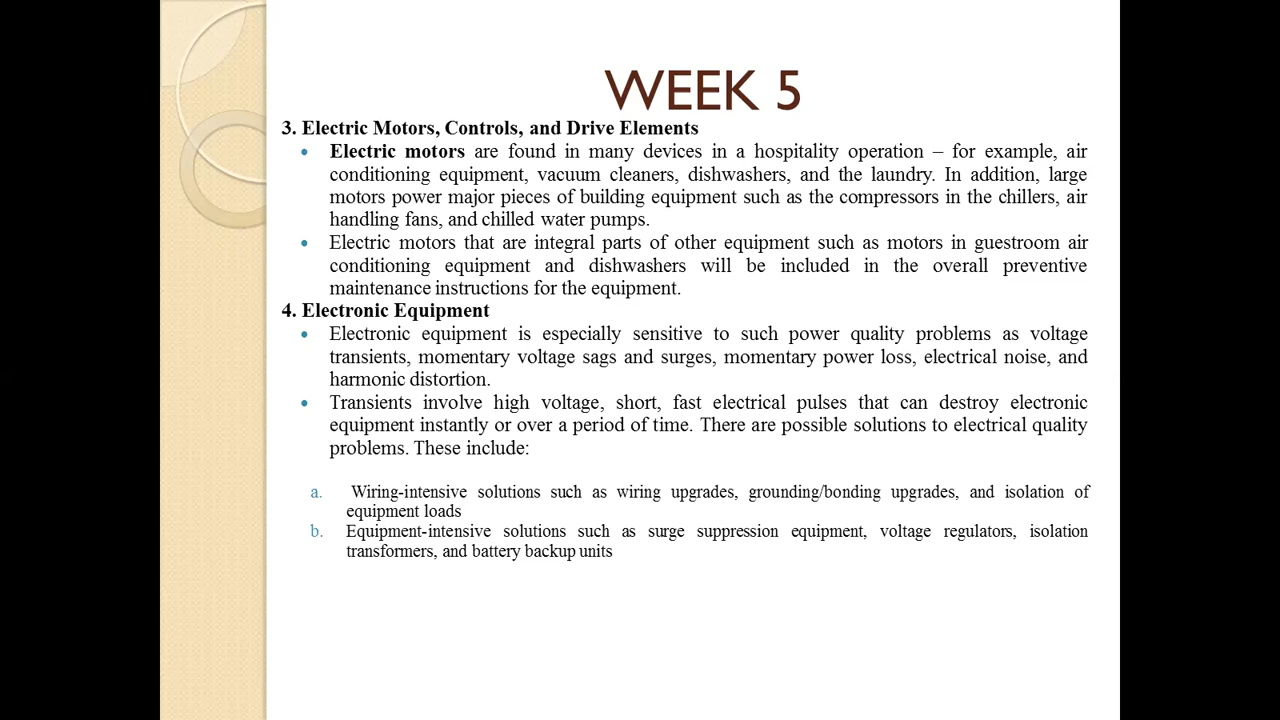 WEEK 5
3. Electric Motors, Controls, and Drive Elements
• Electric motors are found in many devices in a hospitality operation – for example, air
conditioning equipment, vacuum cleaners, dishwashers, and the laundry. In addition, large
motors power major pieces of building equipment such as the compressors in the chillers, air
handling fans, and chilled water pumps.
• Electric motors that are integral parts of other equipment such as motors in guestroom air
conditioning equipment and dishwashers will be included in the overall preventive
maintenance instructions for the equipment.
4. Electronic Equipment
• Electronic equipment is especially sensitive to such power quality problems as voltage
transients, momentary voltage sags and surges, momentary power loss, electrical noise, and
harmonic distortion.
• Transients involve high voltage, short, fast electrical pulses that can destroy electronic
equipment instantly or over a period of time. There are possible solutions to electrical quality
problems. These include:
a. Wiring-intensive solutions such as wiring upgrades, grounding/bonding upgrades, and isolation of
equipment loads
b. Equipment-intensive solutions such as surge suppression equipment, voltage regulators, isolation
transformers, and battery backup units